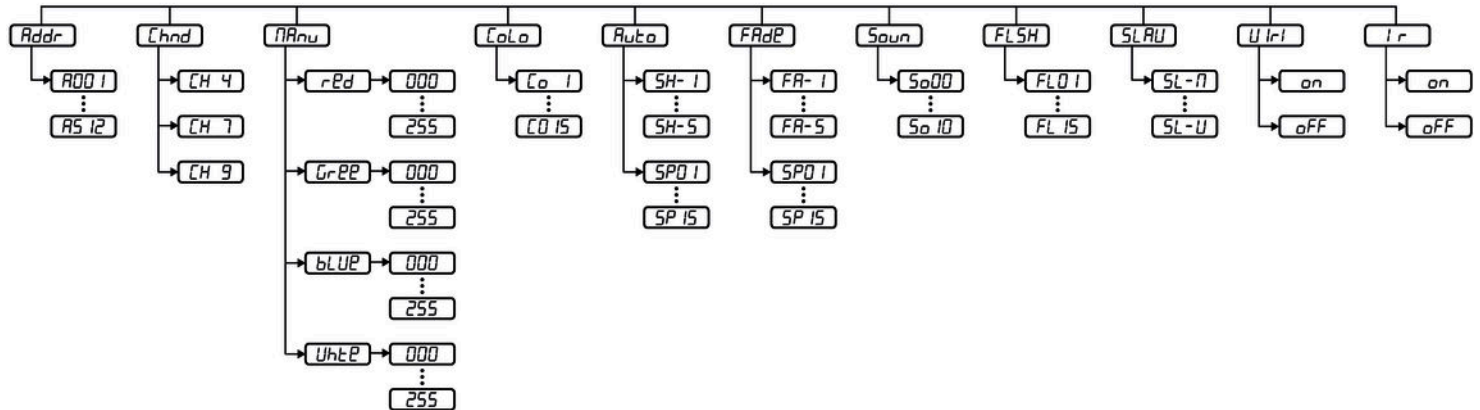 Addr Chnd MAnu CoLo Auto FAde Soun FLSH SLAU UIrI Ir
A001 CH 4 red 000 Co 1 SH-1 FA-1 So00 FL01 SL-M on on
A512 CH 7 255 CO15 SH-5 FA-5 So10 FL15 SL-U oFF oFF
CH 9 Gree 000 SP01 SP01
255 SP15 SP15
bLUe 000
255
Uhte 000
255